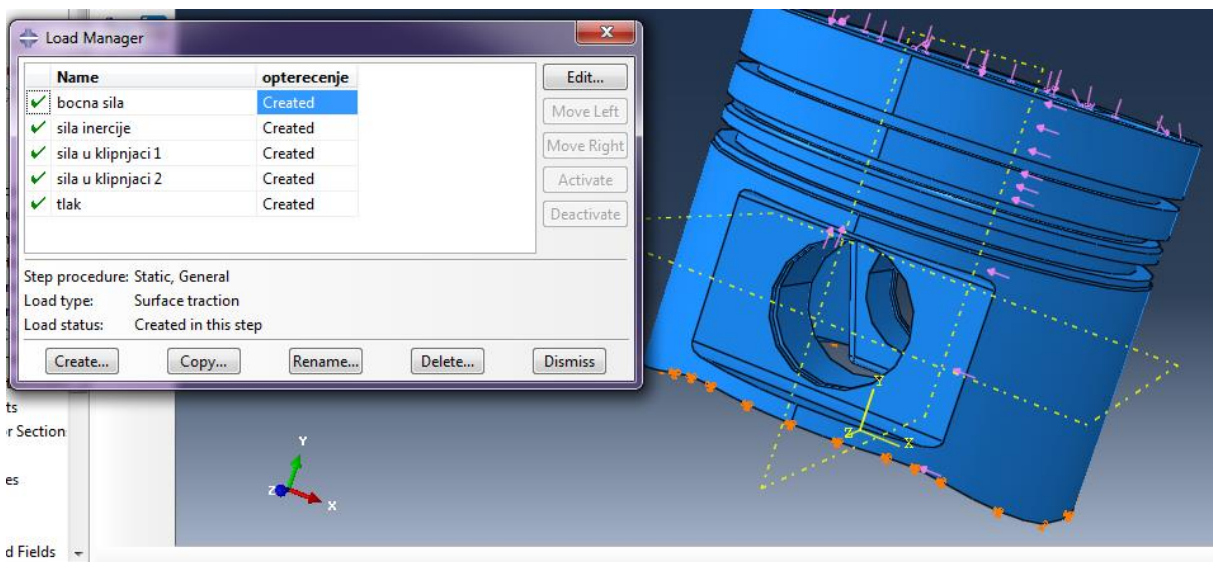 Load Manager
Name opterecenje
bocna sila Created
sila inercije Created
sila u klipnjaci 1 Created
sila u klipnjaci 2 Created
tlak Created
Edit...
Move Left
Move Right
Activate
Deactivate
Step procedure: Static, General
Load type: Surface traction
Load status: Created in this step
Create... Copy... Rename... Delete... Dismiss
ts
r Section
es
d Fields
Y
Z
X
Y
Z
X